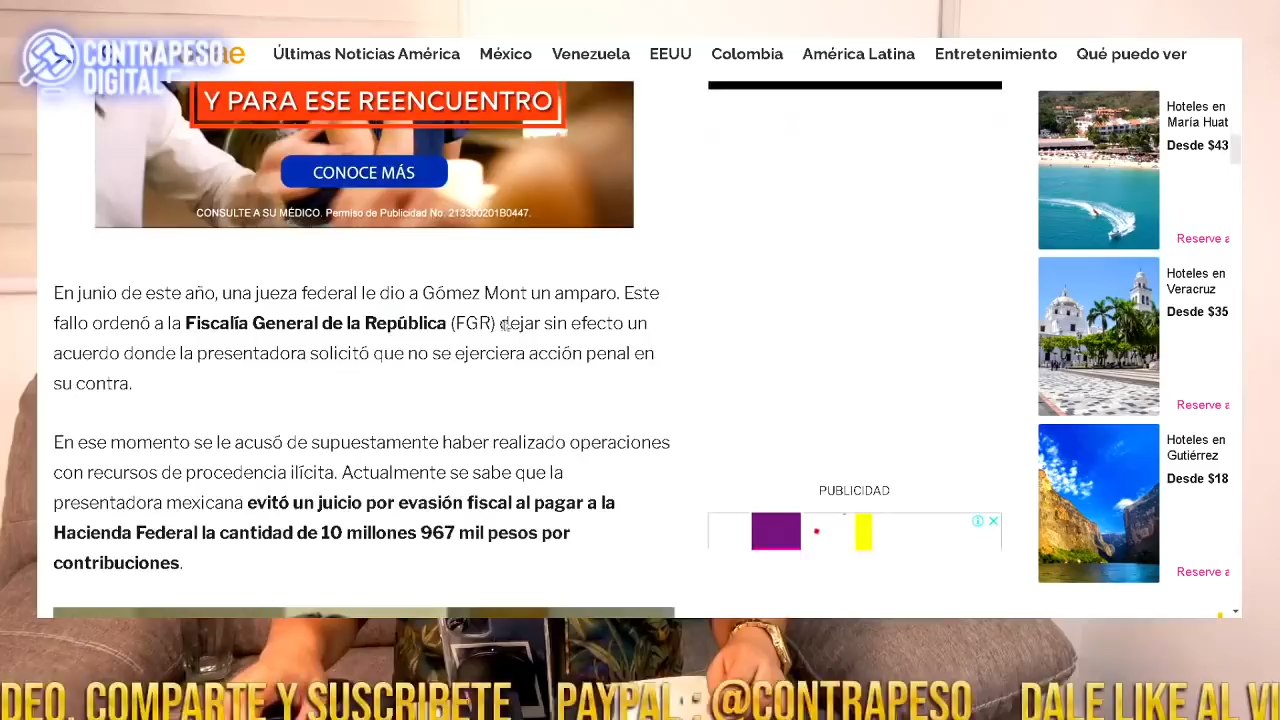 CONTRAPESO
DIGITAL
Últimas Noticias América México Venezuela EEUU Colombia América Latina Entretenimiento Qué puedo ver
Y PARA ESE REENCUENTRO
CONOCE MÁS
CONSULTE A SU MÉDICO. Permiso de Publicidad No. 213300201B0447.
En junio de este año, una jueza federal le dio a Gómez Mont un amparo. Este
fallo ordenó a la Fiscalía General de la República (FGR) dejar sin efecto un
acuerdo donde la presentadora solicitó que no se ejerciera acción penal en
su contra.
En ese momento se le acusó de supuestamente haber realizado operaciones
con recursos de procedencia ilícita. Actualmente se sabe que la
presentadora mexicana evitó un juicio por evasión fiscal al pagar a la
Hacienda Federal la cantidad de 10 millones 967 mil pesos por
contribuciones.
PUBLICIDAD
Hoteles en
María Huat
Desde $43
Reserve a
Hoteles en
Veracruz
Desde $35
Reserve a
Hoteles en
Gutiérrez
Desde $18
Reserve a
DEO, COMPARTE Y SUSCRIBETE PAYPAL : @CONTRAPESO DALE LIKE AL VI